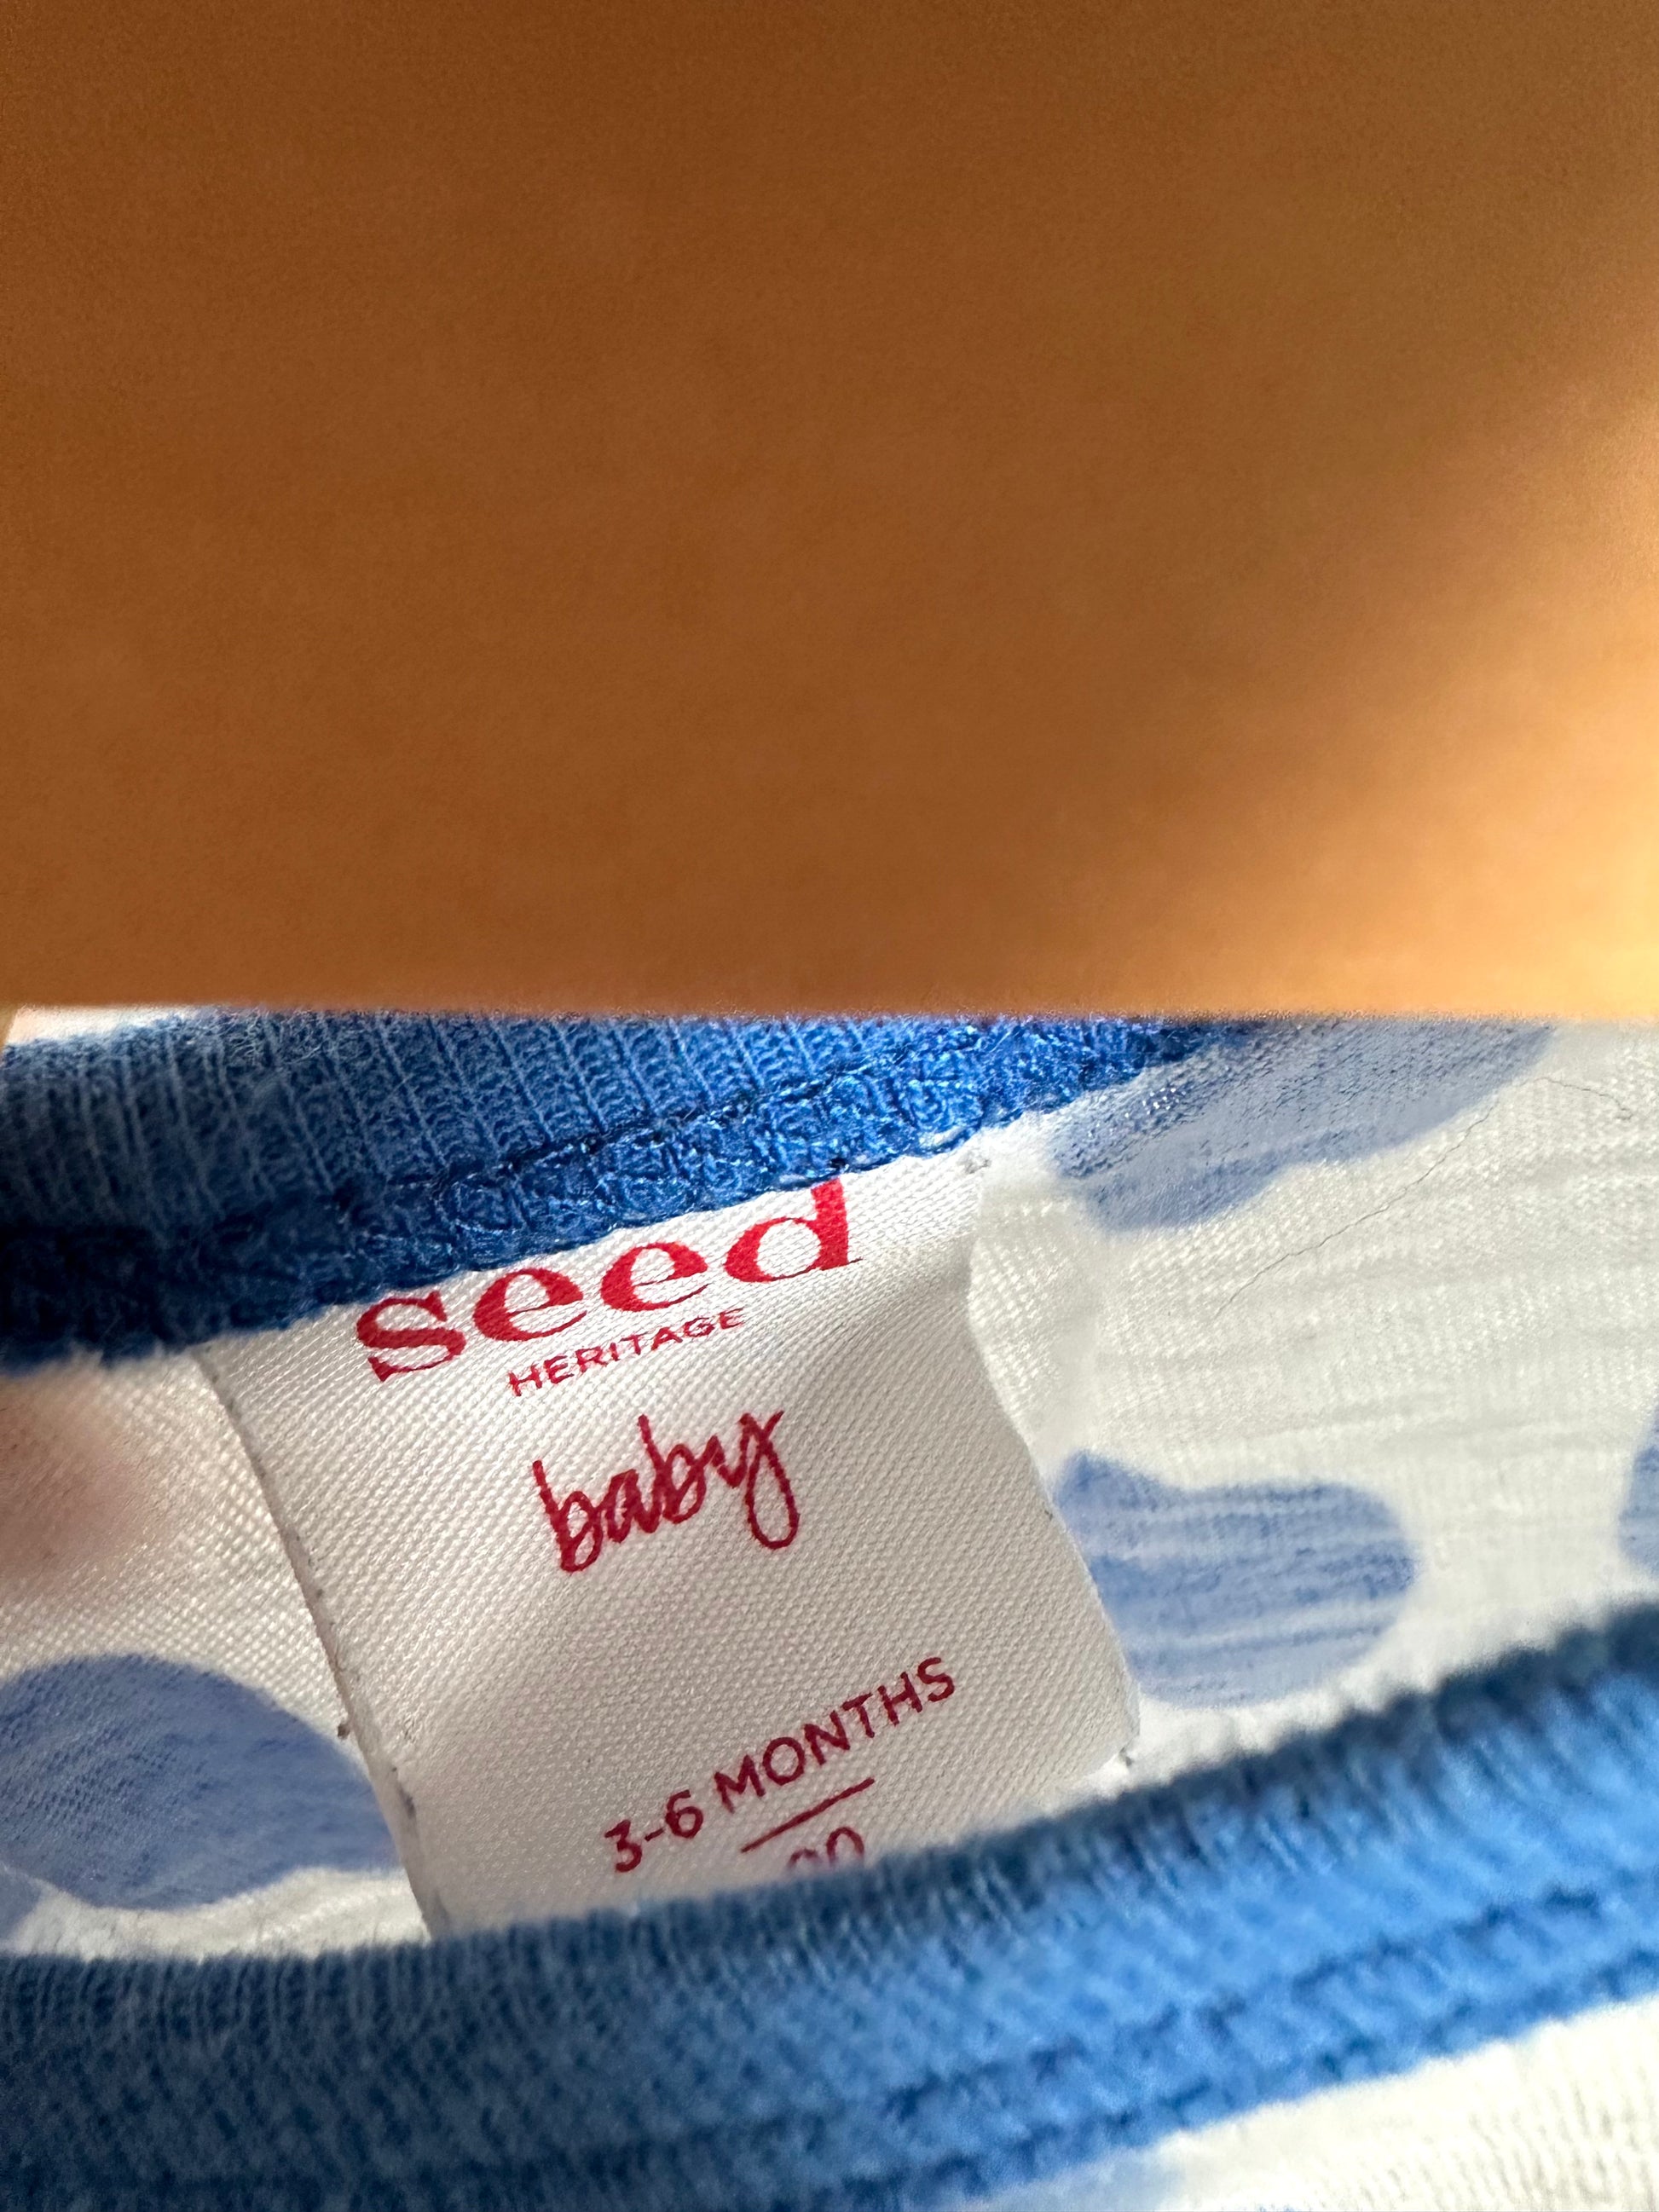 seed
HERITAGE
baby
3-6 MONTHS